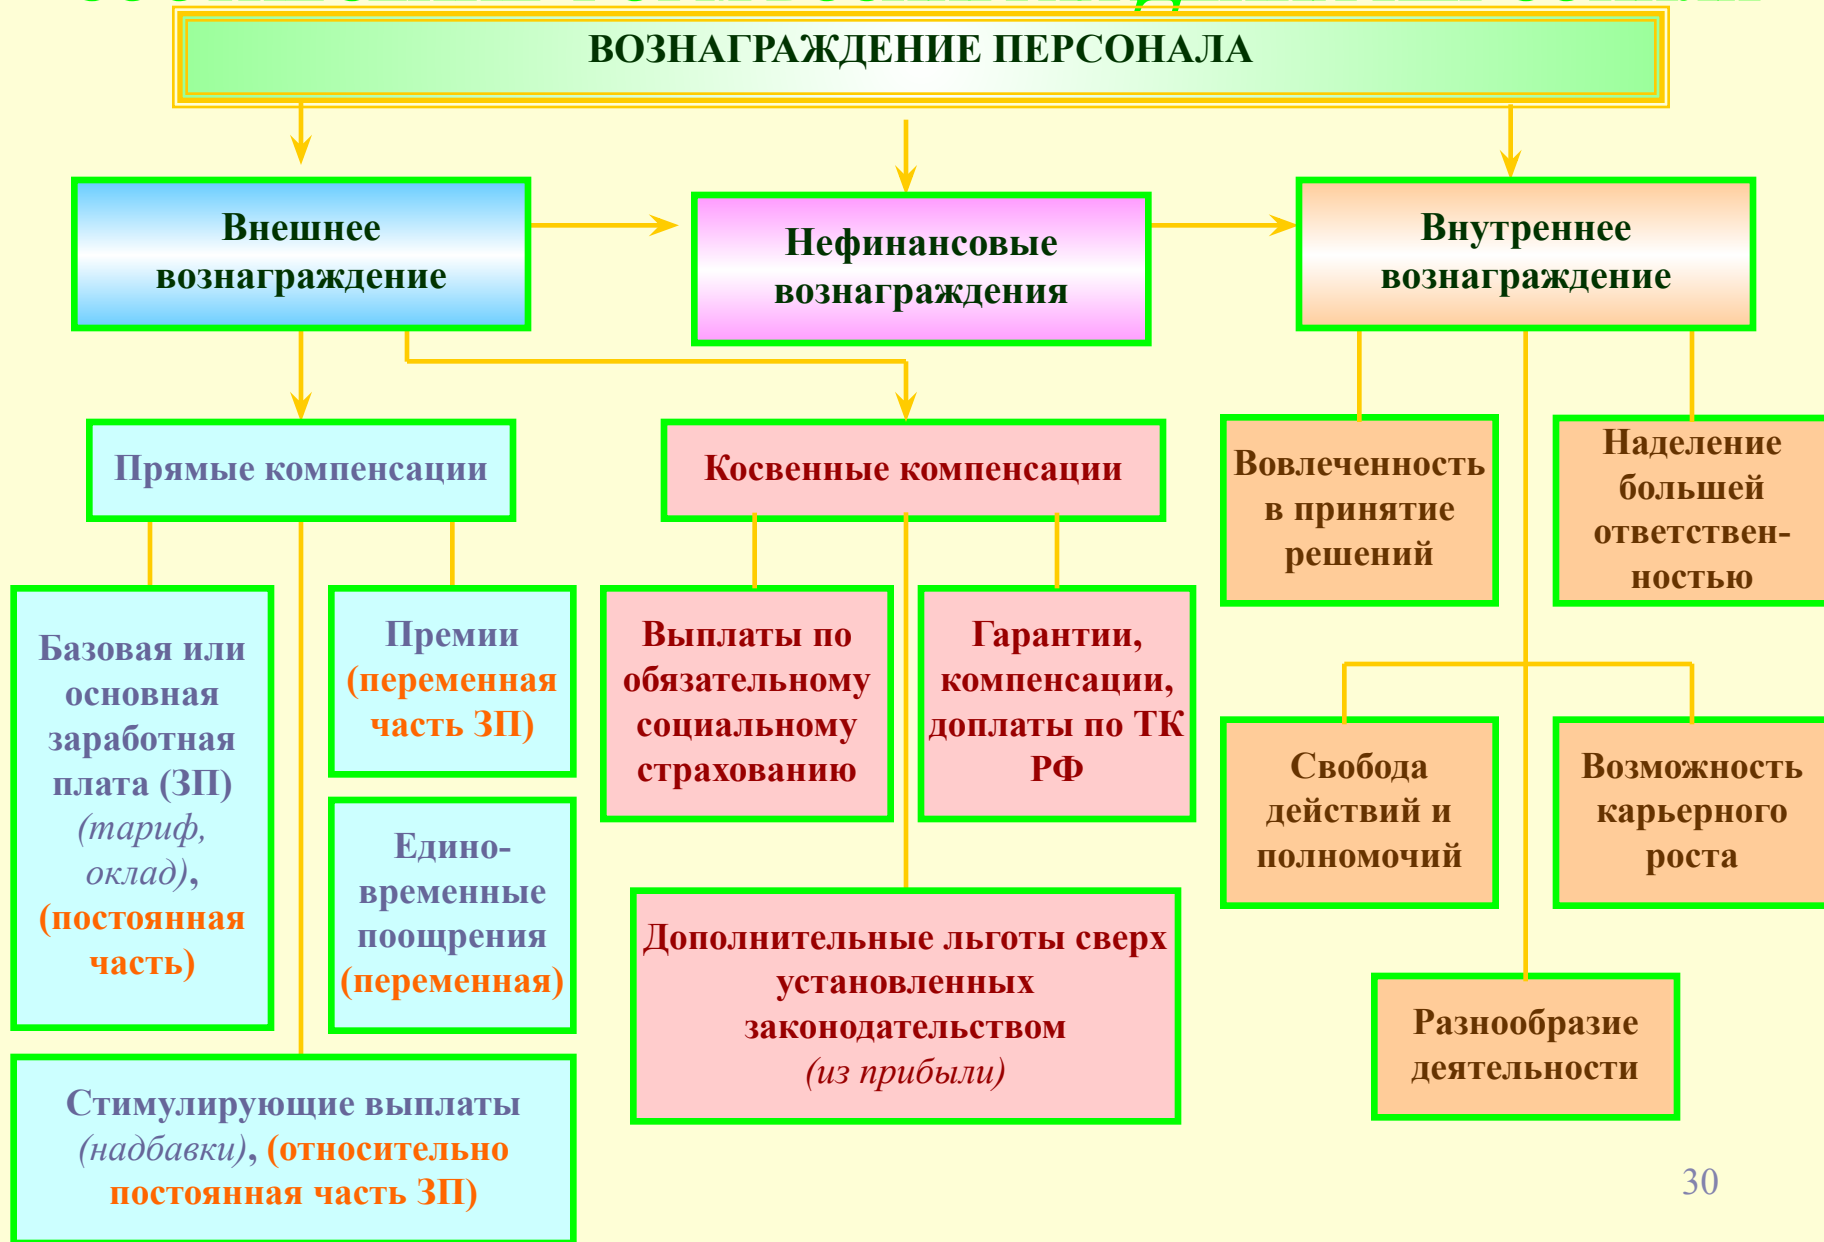 ВОЗНАГРАЖДЕНИЕ ПЕРСОНАЛА
Внешнее
вознаграждение
Нефинансовые
вознаграждения
Внутреннее
вознаграждение
Прямые компенсации
Косвенные компенсации
Вовлеченность
в принятие
решений
Наделение
большей
ответствен-
ностью
Базовая или
основная
заработная
плата (ЗП)
(тариф,
оклад),
(постоянная
часть)
Премии
(переменная
часть ЗП)
Едино-
временные
поощрения
(переменная)
Стимулирующие выплаты
(надбавки), (относительно
постоянная часть ЗП)
Выплаты по
обязательному
социальному
страхованию
Гарантии,
компенсации,
доплаты по ТК
РФ
Дополнительные льготы сверх
установленных
законодательством
(из прибыли)
Свобода
действий и
полномочий
Возможность
карьерного
роста
Разнообразие
деятельности
30